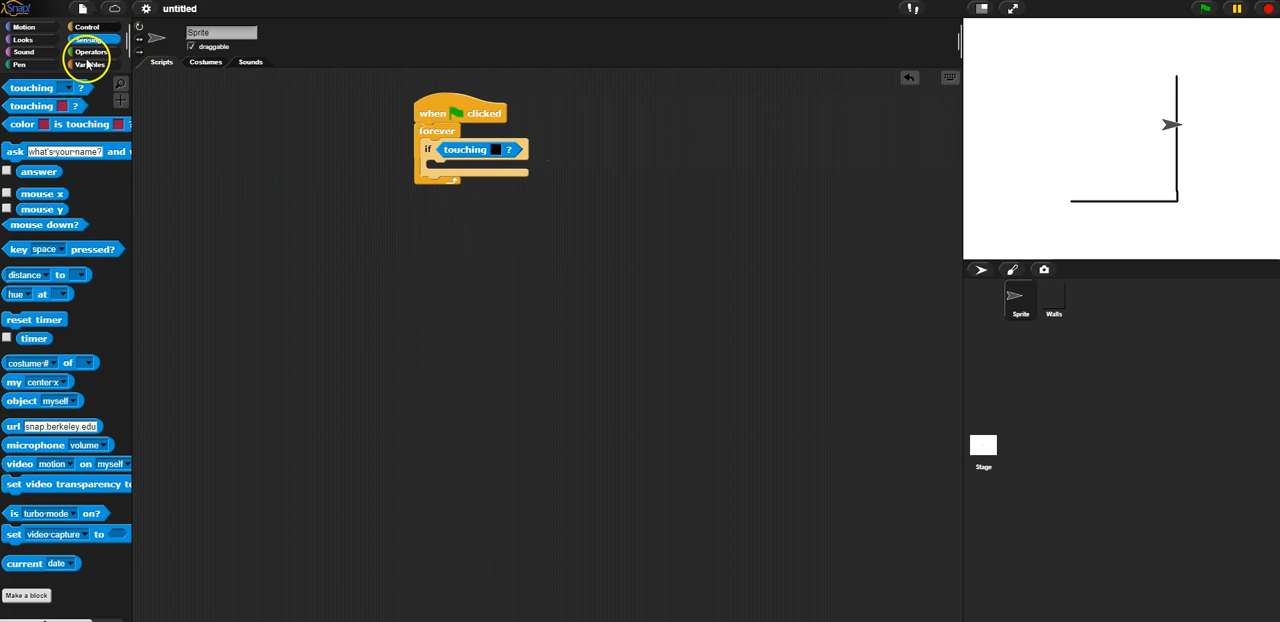 Snap!
untitled
Motion
Control
Looks
Sensing
Sound
Operators
Pen
Variables
Sprite
draggable
Scripts
Costumes
Sounds
touching ?
touching ?
color is touching ?
ask what's your name? and w
answer
mouse x
mouse y
mouse down?
key space pressed?
distance to
hue at
reset timer
timer
costume # of
my center x
object myself
url snap.berkeley.edu
microphone volume
video motion on myself
set video transparency to
is turbo mode on?
set video capture to
current date
Make a block
when clicked
forever
if touching ?
Sprite
Walls
Stage